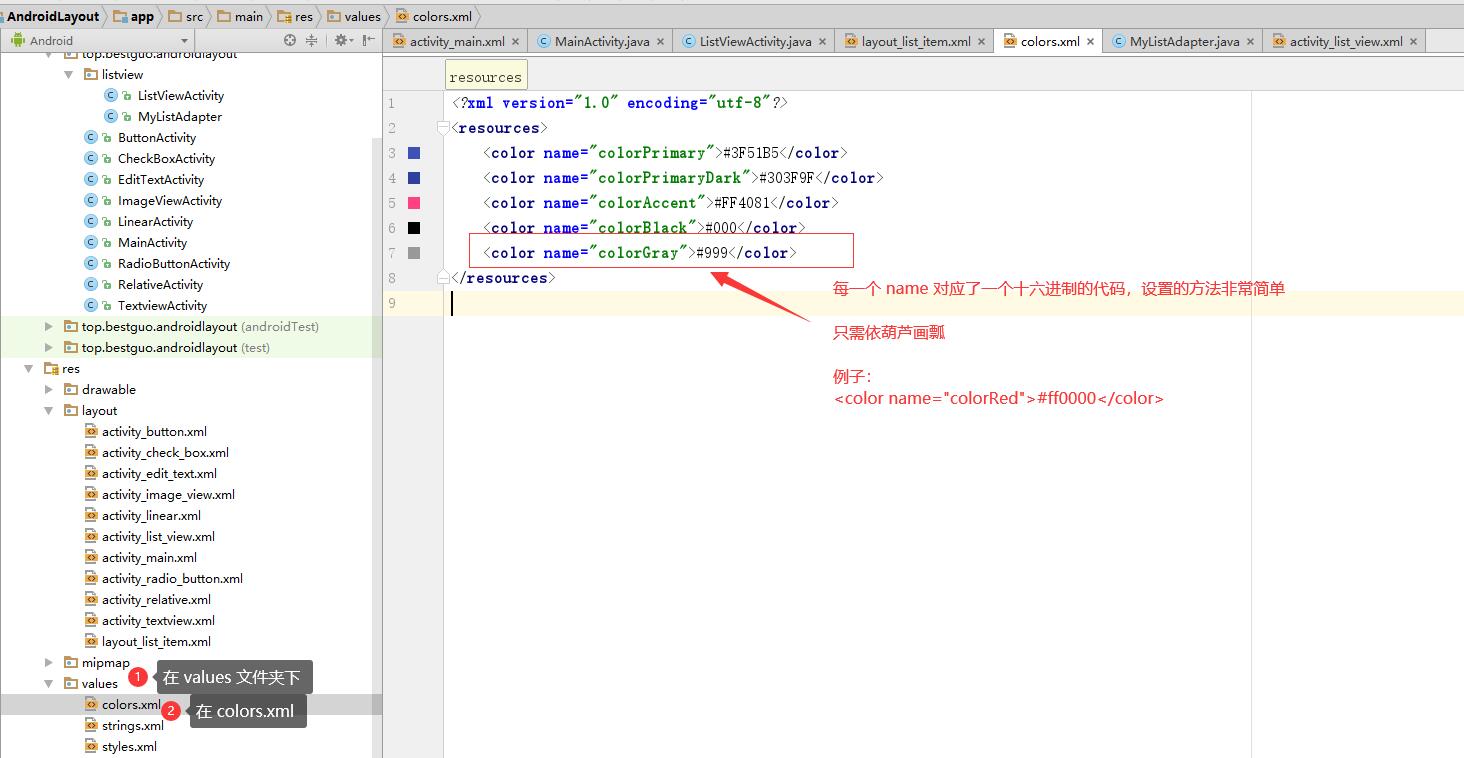 AndroidLayout app src main res values colors.xml
Android
activity_main.xml MainActivity.java ListViewActivity.java layout_list_item.xml colors.xml MyListAdapter.java activity_list_view.xml
top.bestguo.androidlayout
listview
ListViewActivity
MyListAdapter
ButtonActivity
CheckBoxActivity
EditTextActivity
ImageViewActivity
LinearActivity
MainActivity
RadioButtonActivity
RelativeActivity
TextviewActivity
top.bestguo.androidlayout (androidTest)
top.bestguo.androidlayout (test)
res
drawable
layout
activity_button.xml
activity_check_box.xml
activity_edit_text.xml
activity_image_view.xml
activity_linear.xml
activity_list_view.xml
activity_main.xml
activity_radio_button.xml
activity_relative.xml
activity_textview.xml
layout_list_item.xml
mipmap
values
1 在 values 文件夹下
colors.xml
2 在 colors.xml
strings.xml
styles.xml
resources
1 <?xml version="1.0" encoding="utf-8"?>
2 <resources>
3 <color name="colorPrimary">#3F51B5</color>
4 <color name="colorPrimaryDark">#303F9F</color>
5 <color name="colorAccent">#FF4081</color>
6 <color name="colorBlack">#000</color>
7 <color name="colorGray">#999</color>
8 </resources>
9
每一个 name 对应了一个十六进制的代码，设置的方法非常简单
只需依葫芦画瓢
例子：
<color name="colorRed">#ff0000</color>